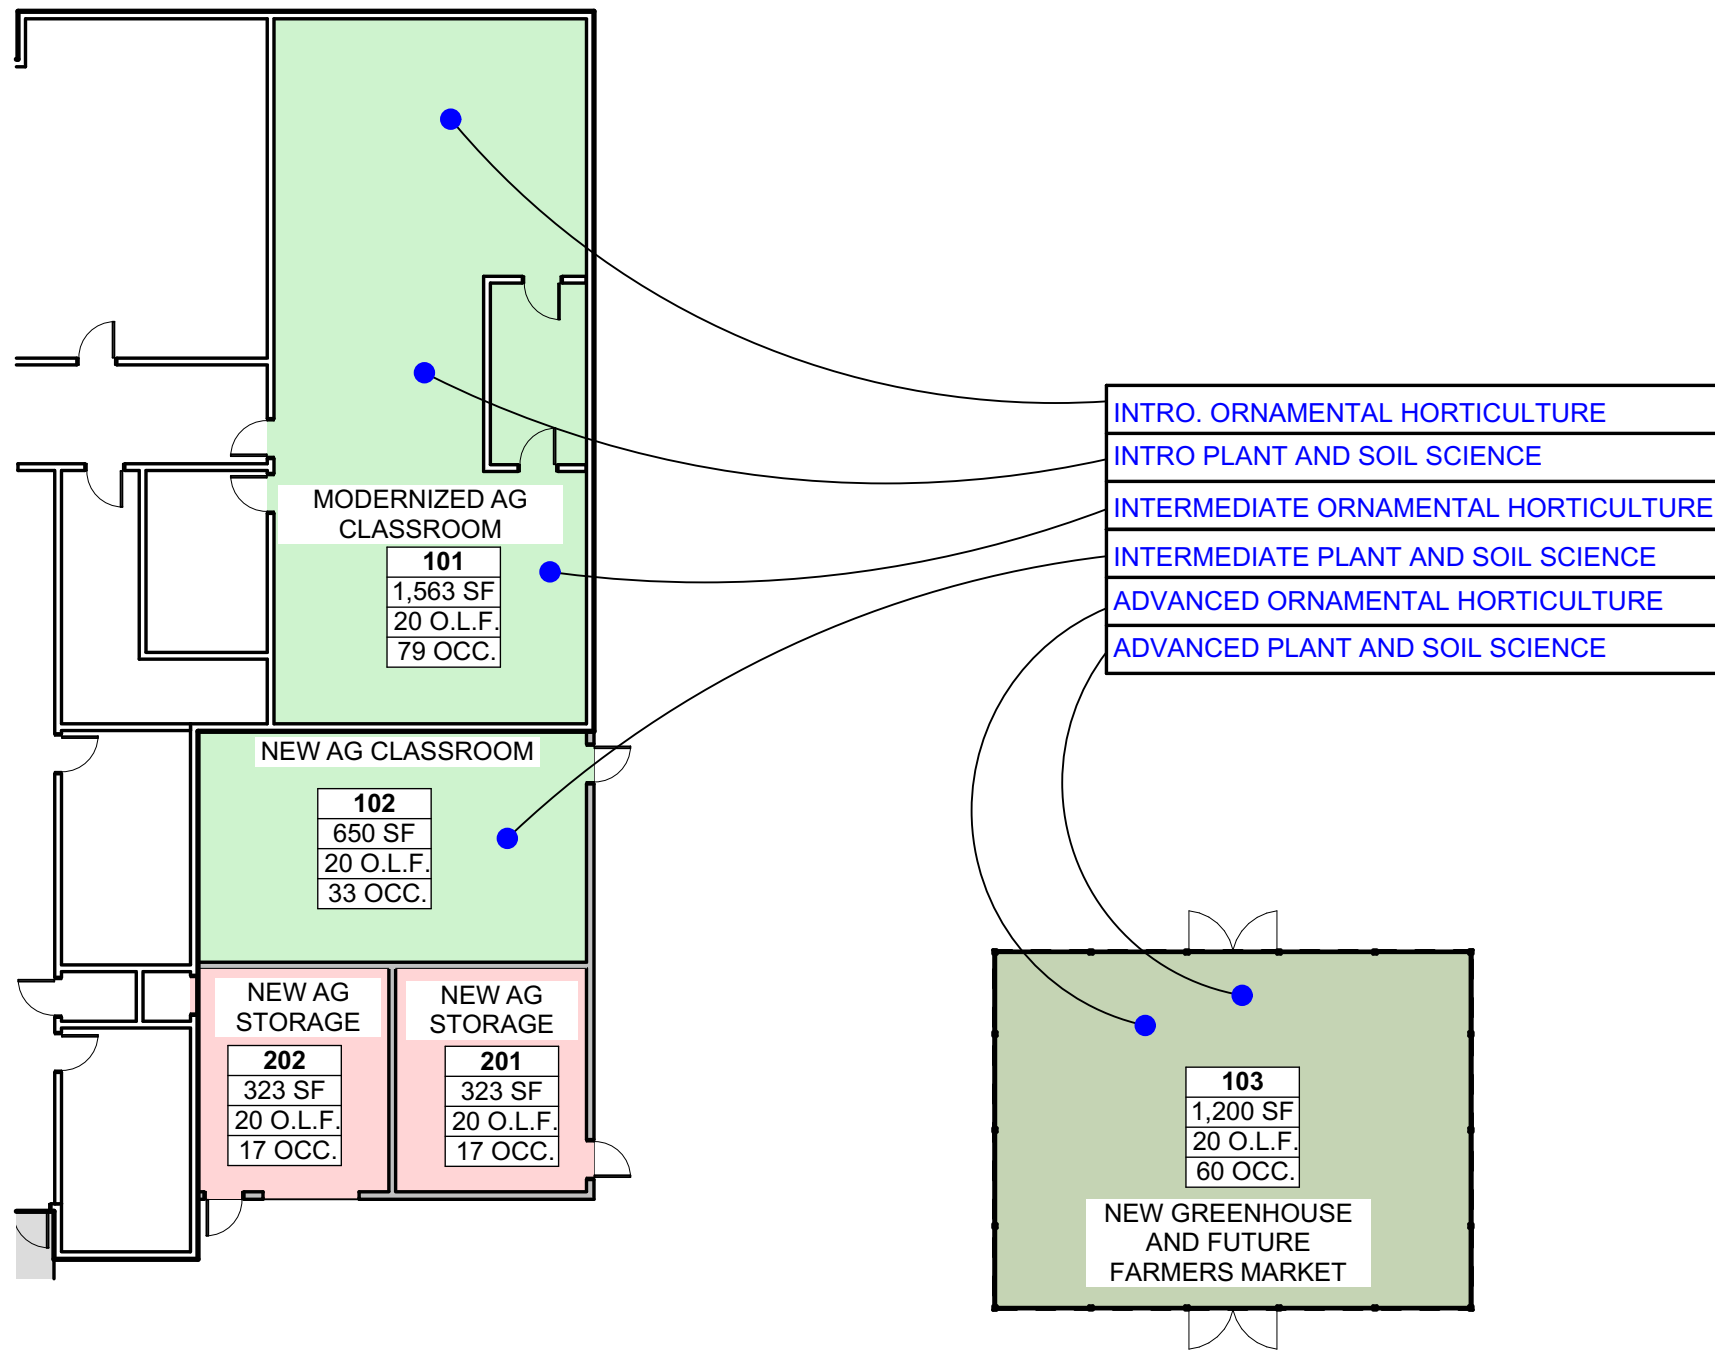 INTRO. ORNAMENTAL HORTICULTURE
INTRO PLANT AND SOIL SCIENCE
INTERMEDIATE ORNAMENTAL HORTICULTURE
INTERMEDIATE PLANT AND SOIL SCIENCE
ADVANCED ORNAMENTAL HORTICULTURE
ADVANCED PLANT AND SOIL SCIENCE
MODERNIZED AG
CLASSROOM
101
1,563 SF
20 O.L.F.
79 OCC.
NEW AG CLASSROOM
102
650 SF
20 O.L.F.
33 OCC.
NEW AG
STORAGE
202
323 SF
20 O.L.F.
17 OCC.
NEW AG
STORAGE
201
323 SF
20 O.L.F.
17 OCC.
103
1,200 SF
20 O.L.F.
60 OCC.
NEW GREENHOUSE
AND FUTURE
FARMERS MARKET